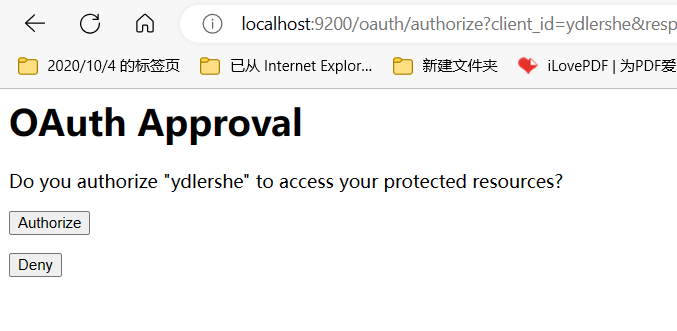 localhost:9200/oauth/authorize?client_id=ydlershe&resp
2020/10/4 的标签页 已从 Internet Explor... 新建文件夹 iLovePDF | 为PDF爱
OAuth Approval
Do you authorize "ydlershe" to access your protected resources?
Authorize
Deny